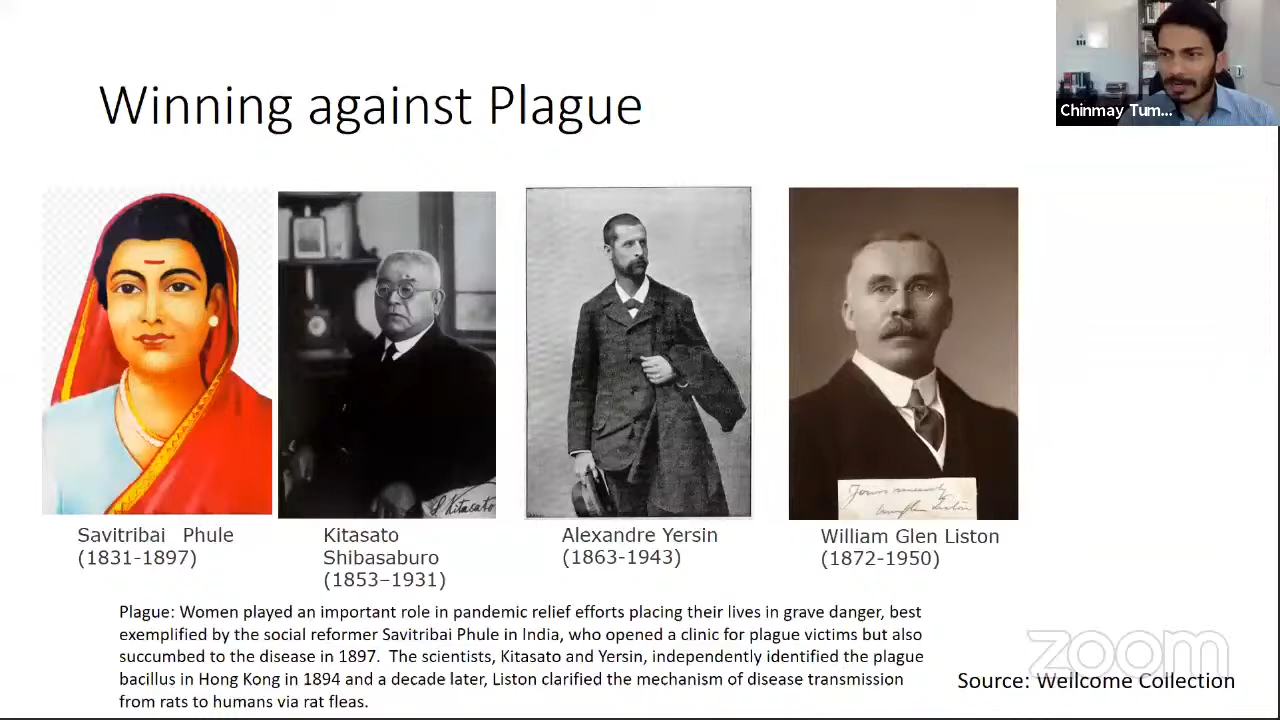 Chinmay Tum...
Winning against Plague
S. Kitasato
Yours sincerely
Savitribai Phule
(1831-1897)
Kitasato
Shibasaburo
(1853–1931)
Alexandre Yersin
(1863-1943)
William Glen Liston
(1872-1950)
Plague: Women played an important role in pandemic relief efforts placing their lives in grave danger, best
exemplified by the social reformer Savitribai Phule in India, who opened a clinic for plague victims but also
succumbed to the disease in 1897. The scientists, Kitasato and Yersin, independently identified the plague
bacillus in Hong Kong in 1894 and a decade later, Liston clarified the mechanism of disease transmission
from rats to humans via rat fleas.
zoom
Source: Wellcome Collection